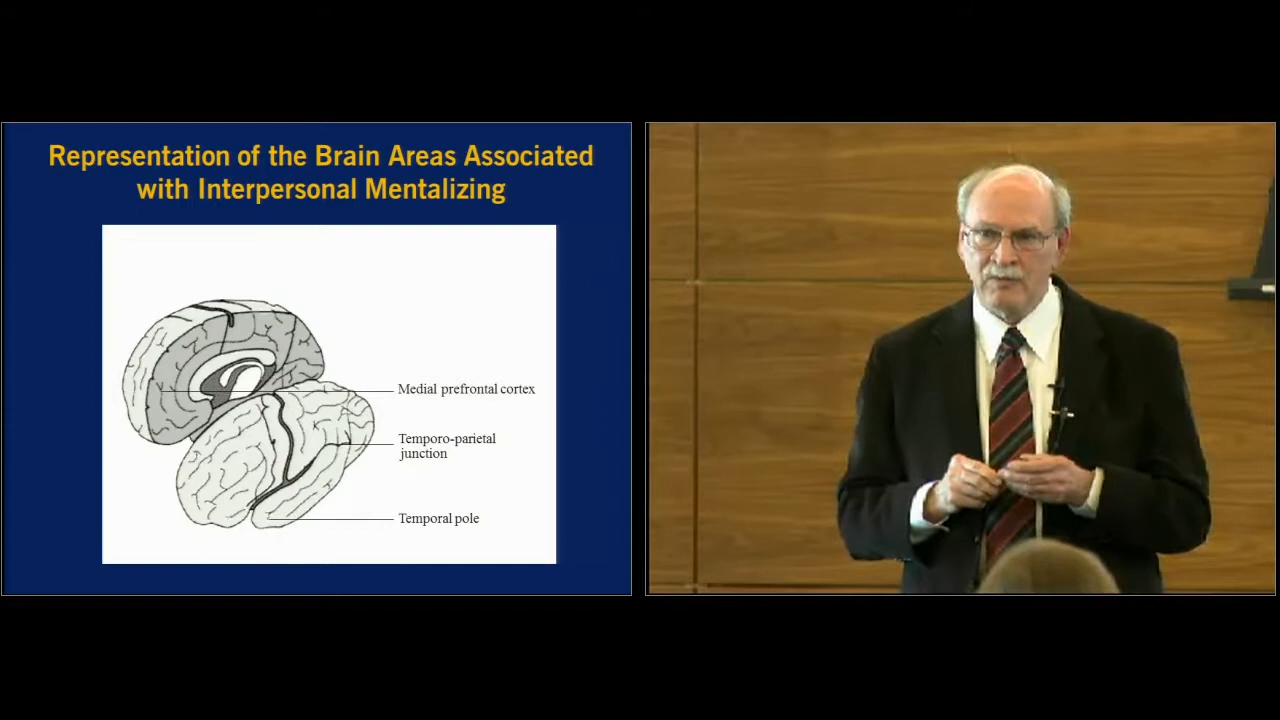 Representation of the Brain Areas Associated
with Interpersonal Mentalizing
Medial prefrontal cortex
Temporo-parietal
junction
Temporal pole